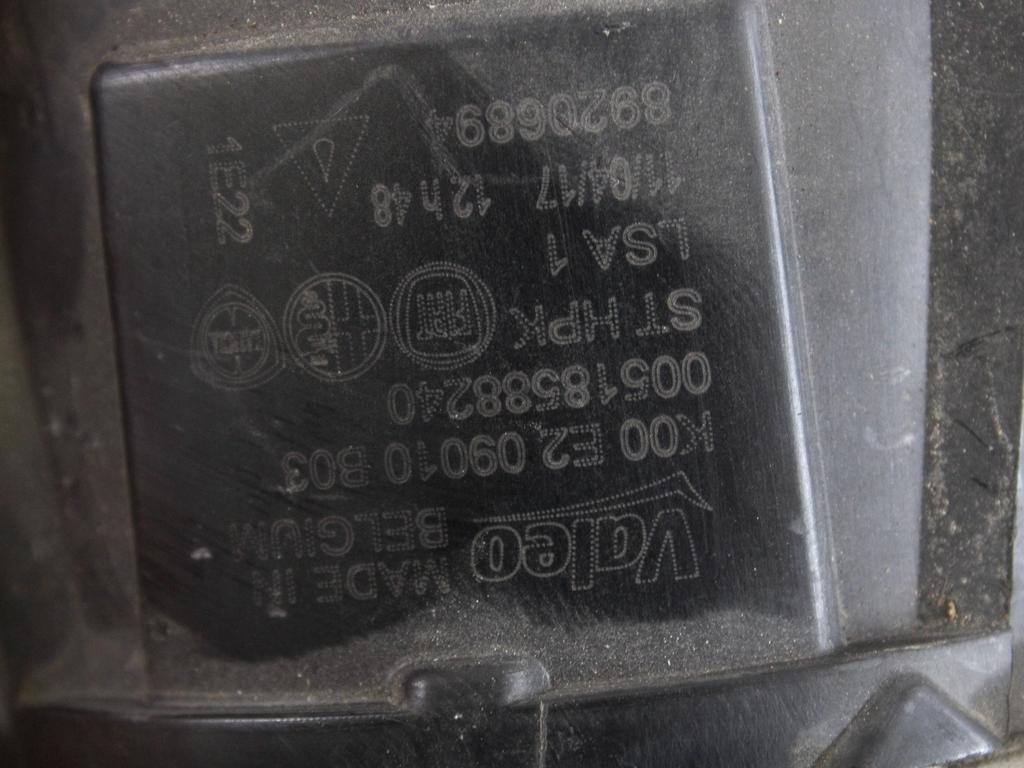 Valeo MADE IN BELGIUM
K00 E2 09010 B03
00518588240
ST HPK
LSA 1
11/04/17 12h48
89206894
1E22